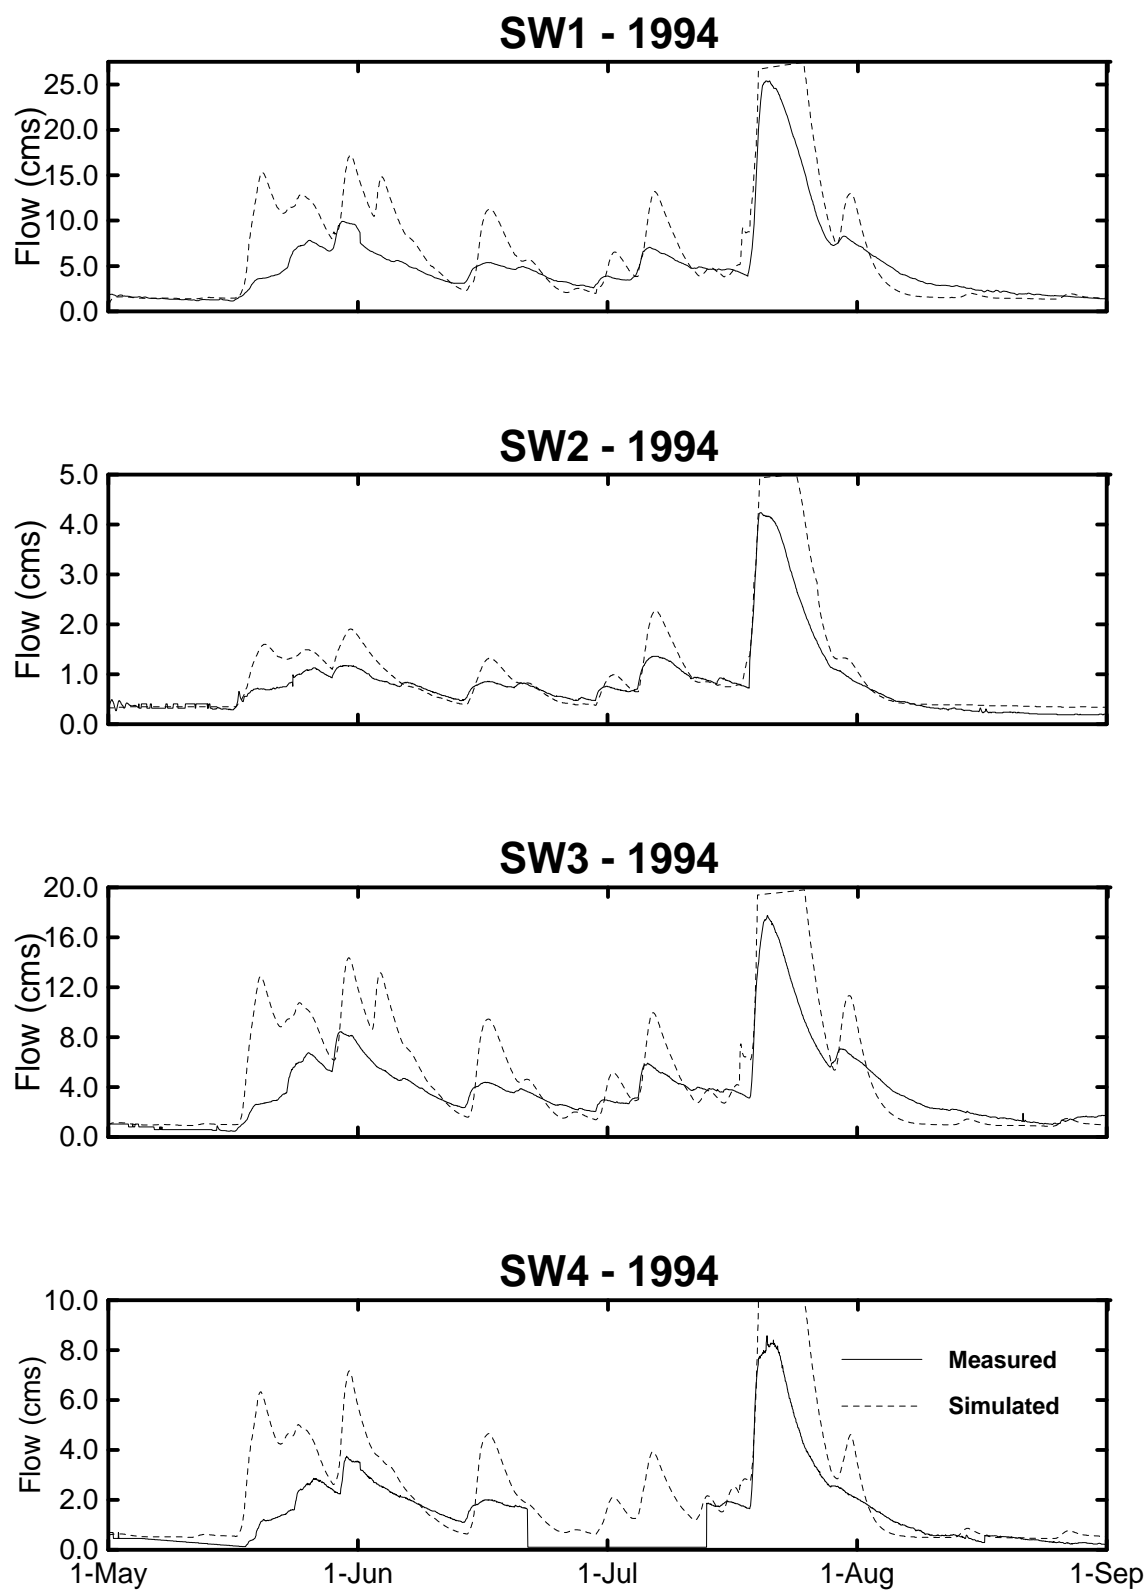 SW1 - 1994
Flow (cms)
25.0
20.0
15.0
10.0
5.0
0.0
SW2 - 1994
Flow (cms)
5.0
4.0
3.0
2.0
1.0
0.0
SW3 - 1994
Flow (cms)
20.0
16.0
12.0
8.0
4.0
0.0
SW4 - 1994
Flow (cms)
10.0
8.0
6.0
4.0
2.0
0.0
Measured
Simulated
1-May 1-Jun 1-Jul 1-Aug 1-Sep